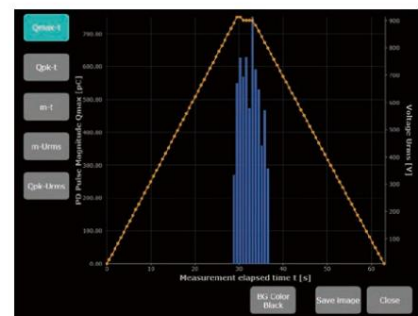 Qmax-t
Qpk-t
m-t
m-Urms
Qpk-Urms
PD Pulse Magnitude Qmax [pC]
700.00
600.00
500.00
400.00
300.00
200.00
100.00
0.00
900
800
700
600
500
400
300
200
100
Voltage Urms [V]
0
10
20
30
40
50
60
Measurement elapsed time t [s]
BG Color
Black
Save Image
Close